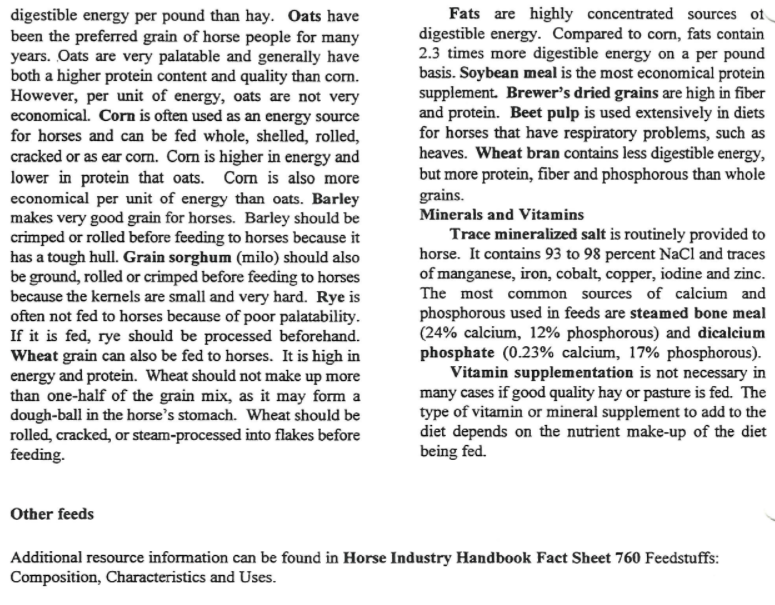 digestible energy per pound than hay. Oats have
been the preferred grain of horse people for many
years. Oats are very palatable and generally have
both a higher protein content and quality than corn.
However, per unit of energy, oats are not very
economical. Corn is often used as an energy source
for horses and can be fed whole, shelled, rolled,
cracked or as ear corn. Corn is higher in energy and
lower in protein that oats. Corn is also more
economical per unit of energy than oats. Barley
makes very good grain for horses. Barley should be
crimped or rolled before feeding to horses because it
has a tough hull. Grain sorghum (milo) should also
be ground, rolled or crimped before feeding to horses
because the kernels are small and very hard. Rye is
often not fed to horses because of poor palatability.
If it is fed, rye should be processed beforehand.
Wheat grain can also be fed to horses. It is high in
energy and protein. Wheat should not make up more
than one-half of the grain mix, as it may form a
dough-ball in the horse's stomach. Wheat should be
rolled, cracked, or steam-processed into flakes before
feeding.
Fats are highly concentrated sources of
digestible energy. Compared to corn, fats contain
2.3 times more digestible energy on a per pound
basis. Soybean meal is the most economical protein
supplement. Brewer's dried grains are high in fiber
and protein. Beet pulp is used extensively in diets
for horses that have respiratory problems, such as
heaves. Wheat bran contains less digestible energy,
but more protein, fiber and phosphorous than whole
grains.
Minerals and Vitamins
Trace mineralized salt is routinely provided to
horse. It contains 93 to 98 percent NaCl and traces
of manganese, iron, cobalt, copper, iodine and zinc.
The most common sources of calcium and
phosphorous used in feeds are steamed bone meal
(24% calcium, 12% phosphorous) and dicalcium
phosphate (0.23% calcium, 17% phosphorous).
Vitamin supplementation is not necessary in
many cases if good quality hay or pasture is fed. The
type of vitamin or mineral supplement to add to the
diet depends on the nutrient make-up of the diet
being fed.
Other feeds
Additional resource information can be found in Horse Industry Handbook Fact Sheet 760 Feedstuffs:
Composition, Characteristics and Uses.